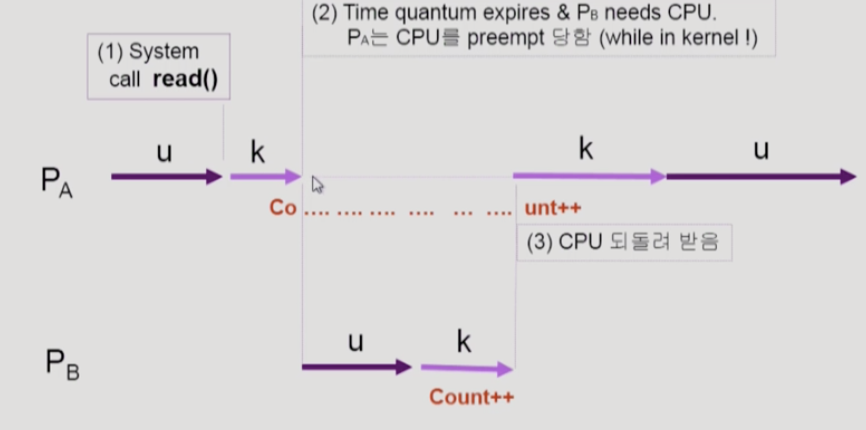 (2) Time quantum expires & PB needs CPU.
PA는 CPU를 preempt 당함 (while in kernel !)
(1) System
call read()
u
k
k
u
PA
Co .... .... .... .... ... .... unt++
(3) CPU 되돌려 받음
u
k
PB
Count++